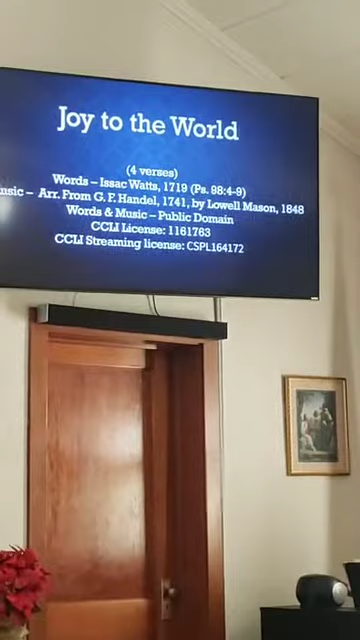 Joy to the World
(4 verses)
Words – Issac Watts, 1719 (Ps. 98:4-9)
usic – Arr. From G. F. Handel, 1741, by Lowell Mason, 1848
Words & Music – Public Domain
CCLI License: 1161763
CCLI Streaming license: CSPL164172